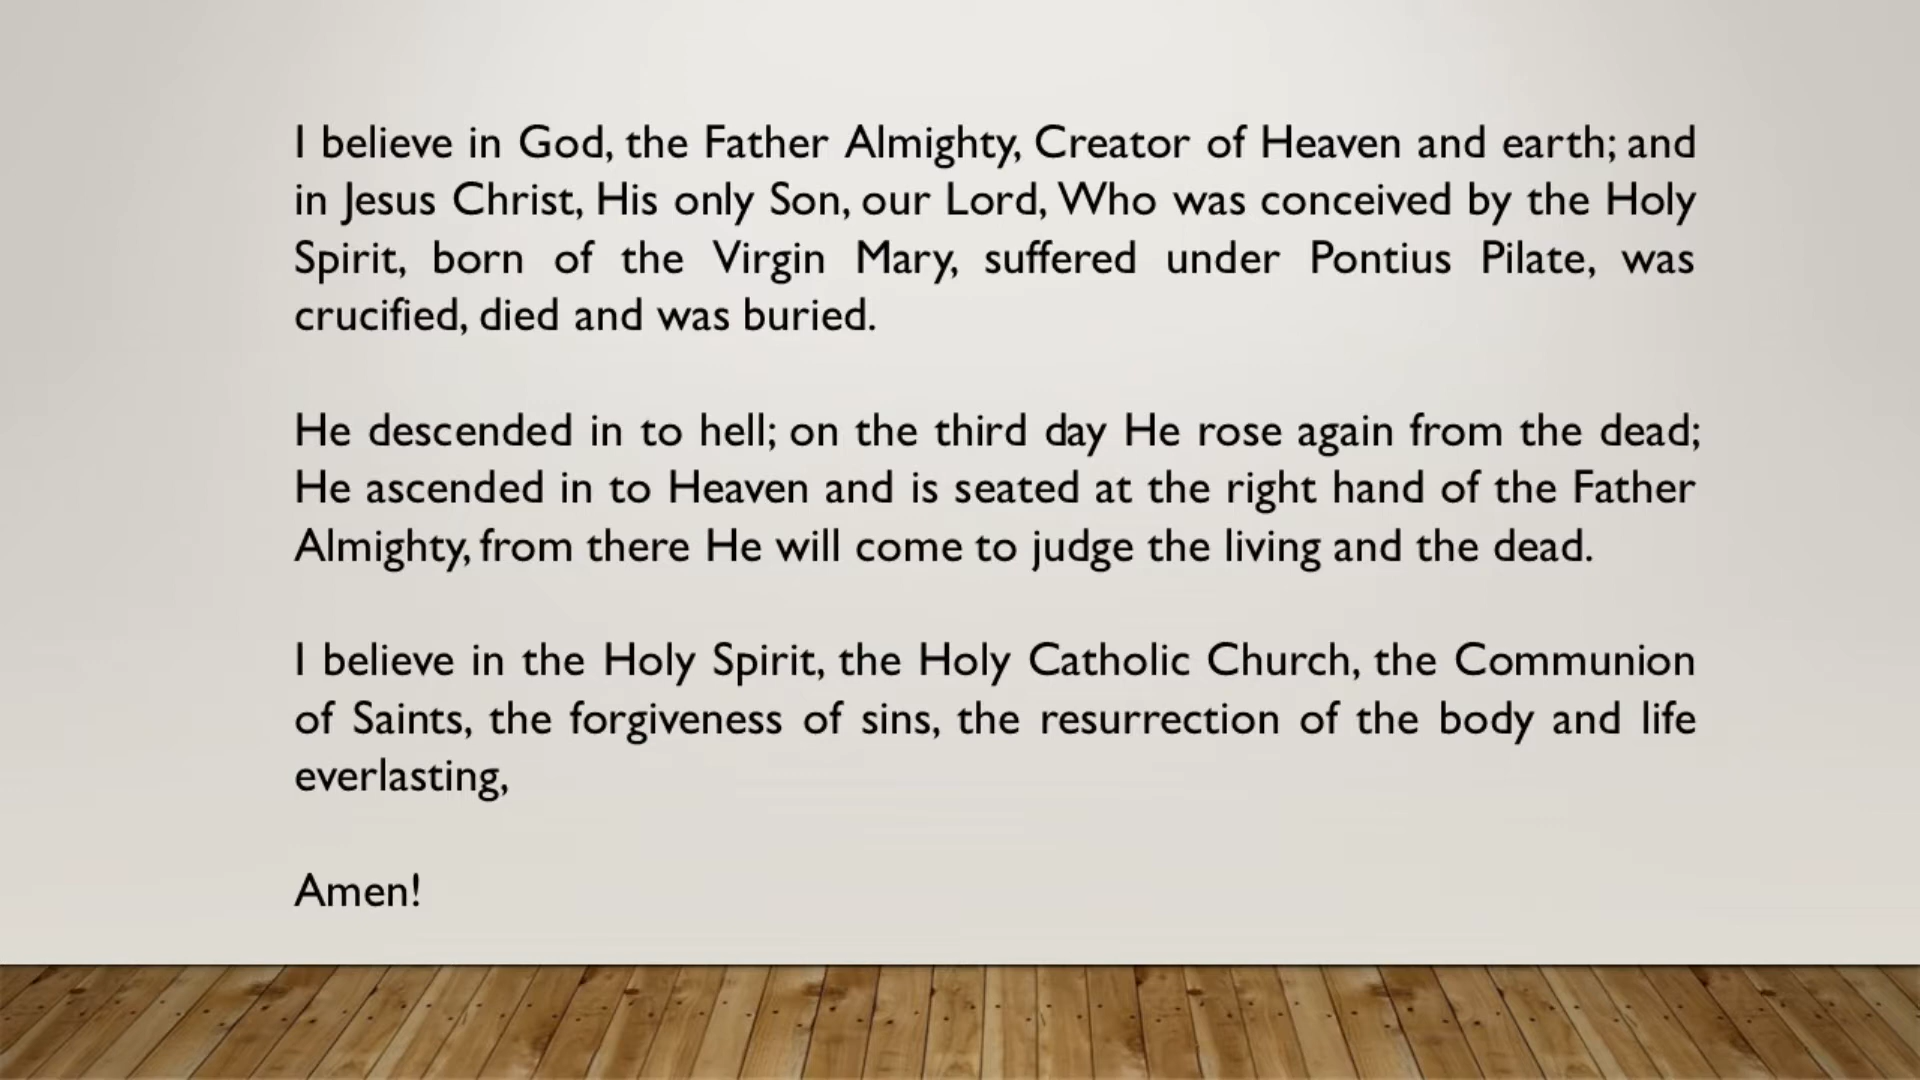 I believe in God, the Father Almighty, Creator of Heaven and earth; and
in Jesus Christ, His only Son, our Lord, Who was conceived by the Holy
Spirit, born of the Virgin Mary, suffered under Pontius Pilate, was
crucified, died and was buried.
He descended in to hell; on the third day He rose again from the dead;
He ascended in to Heaven and is seated at the right hand of the Father
Almighty, from there He will come to judge the living and the dead.
I believe in the Holy Spirit, the Holy Catholic Church, the Communion
of Saints, the forgiveness of sins, the resurrection of the body and life
everlasting,
Amen!